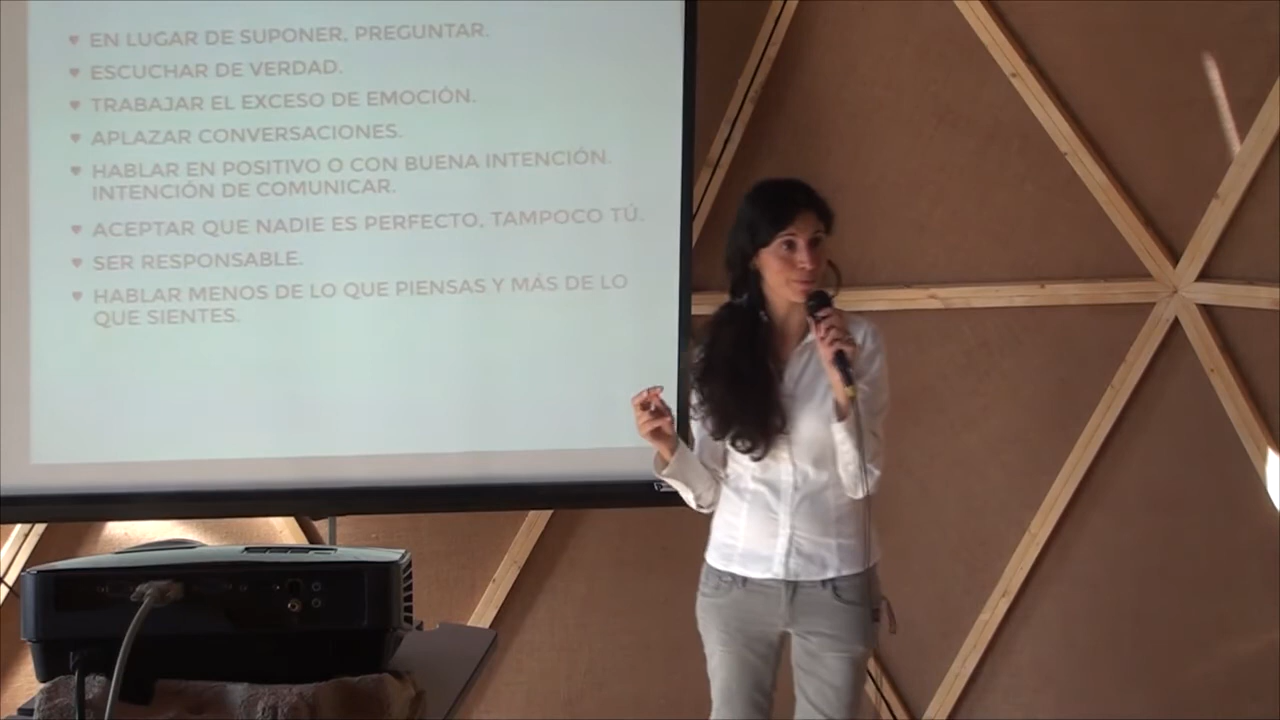 EN LUGAR DE SUPONER, PREGUNTAR.
ESCUCHAR DE VERDAD.
TRABAJAR EL EXCESO DE EMOCIÓN.
APLAZAR CONVERSACIONES.
HABLAR EN POSITIVO O CON BUENA INTENCIÓN.
INTENCIÓN DE COMUNICAR.
ACEPTAR QUE NADIE ES PERFECTO, TAMPOCO TÚ.
SER RESPONSABLE.
HABLAR MENOS DE LO QUE PIENSAS Y MÁS DE LO
QUE SIENTES.